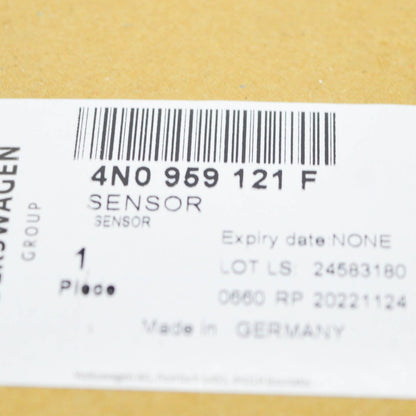 4N0 959 121 F
SENSOR
SENSOR
Expiry date NONE
1
LOT LS: 24583180
Piece
0660 RP 20221124
Made in GERMANY
GROUP